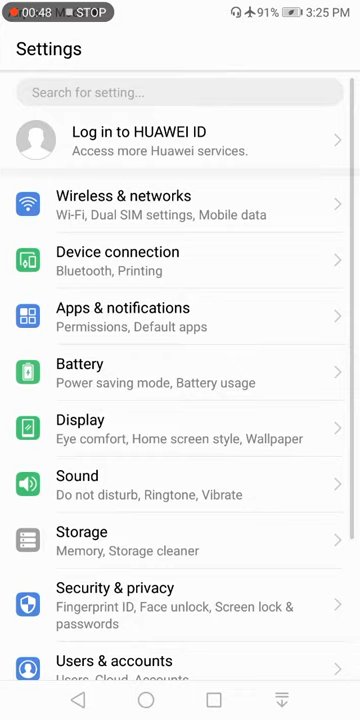 00:48 STOP
91% 3:25 PM
Settings
Search for setting...
Log in to HUAWEI ID
Access more Huawei services.
Wireless & networks
Wi-Fi, Dual SIM settings, Mobile data
Device connection
Bluetooth, Printing
Apps & notifications
Permissions, Default apps
Battery
Power saving mode, Battery usage
Display
Eye comfort, Home screen style, Wallpaper
Sound
Do not disturb, Ringtone, Vibrate
Storage
Memory, Storage cleaner
Security & privacy
Fingerprint ID, Face unlock, Screen lock &
passwords
Users & accounts
Users, Cloud, Accounts